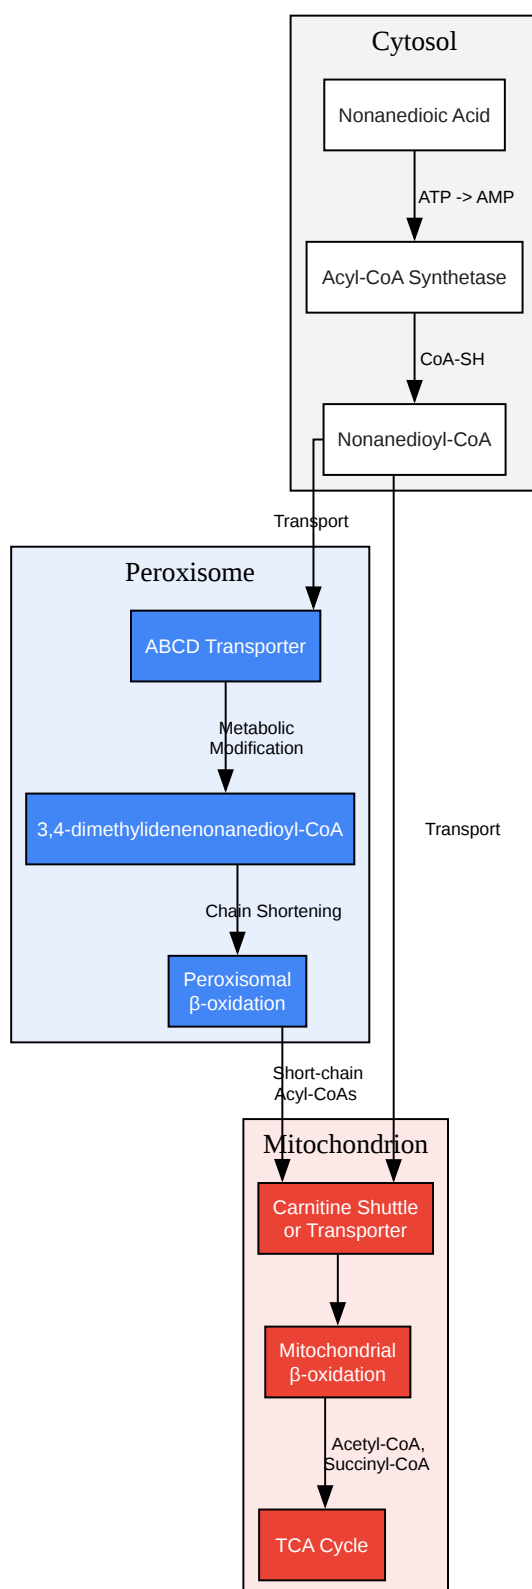 Cytosol
Nonanedioic Acid
ATP -> AMP
Acyl-CoA Synthetase
CoA-SH
Nonanedioyl-CoA
Transport
Peroxisome
ABCD Transporter
Metabolic
Modification
3,4-dimethylidenenonanedioyl-CoA
Transport
Chain Shortening
Peroxisomal
β-oxidation
Short-chain
Acyl-CoAs
Mitochondrion
Carnitine Shuttle
or Transporter
Mitochondrial
β-oxidation
Acetyl-CoA,
Succinyl-CoA
TCA Cycle